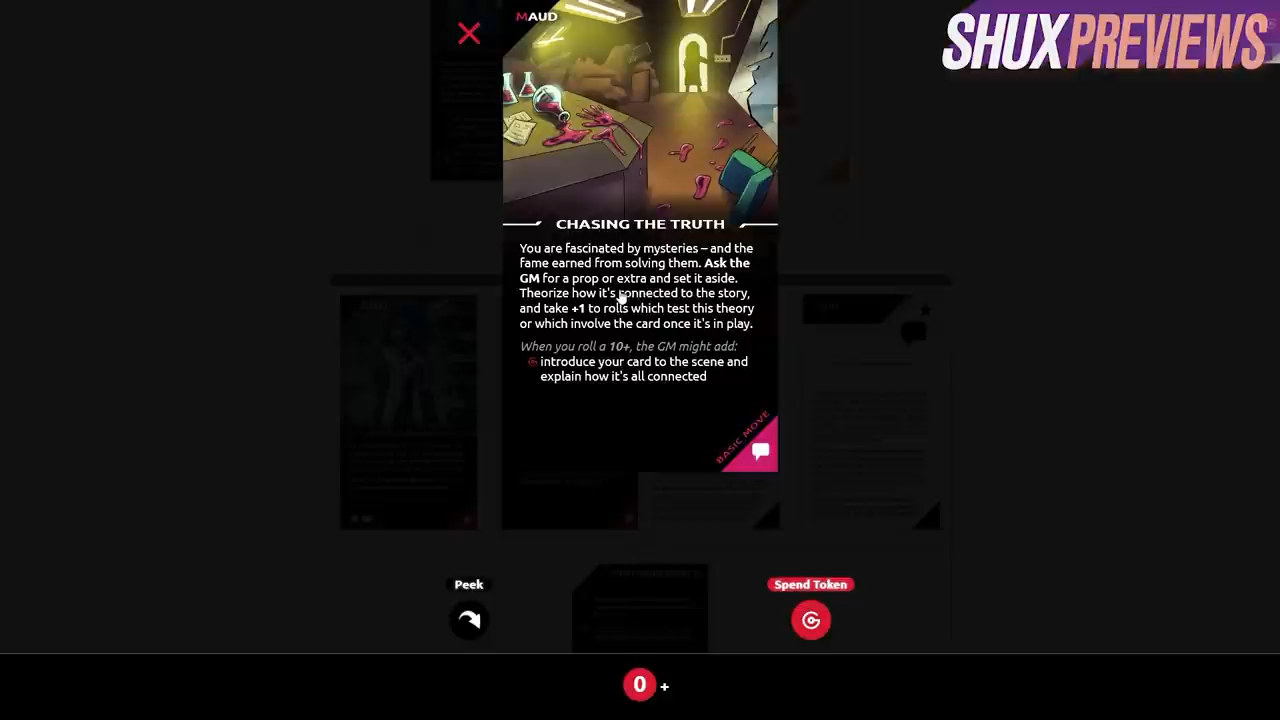 SHUX PREVIEWS
MAUD
CHASING THE TRUTH
You are fascinated by mysteries – and the
fame earned from solving them. Ask the
GM for a prop or extra and set it aside.
Theorize how it's connected to the story,
and take +1 to rolls which test this theory
or which involve the card once it's in play.
When you roll a 10+, the GM might add:
introduce your card to the scene and
explain how it's all connected
BASIC MOVE
Peek
Spend Token
0 +